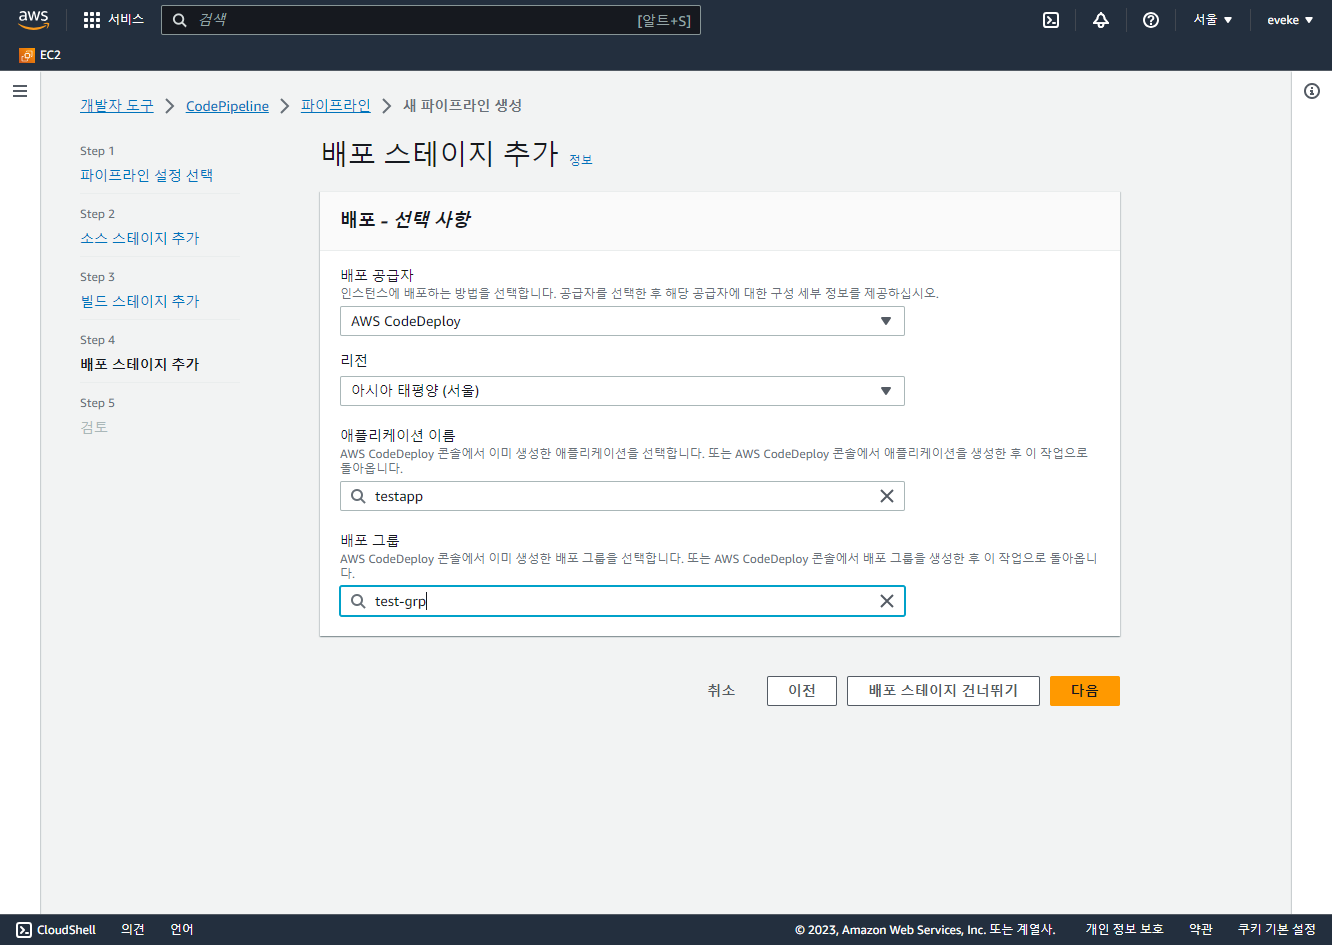 aws
서비스
검색
[알트+S]
서울
eveke
EC2
개발자 도구
CodePipeline
파이프라인
새 파이프라인 생성
Step 1
파이프라인 설정 선택
Step 2
소스 스테이지 추가
Step 3
빌드 스테이지 추가
Step 4
배포 스테이지 추가
Step 5
검토
배포 스테이지 추가 정보
배포 - 선택 사항
배포 공급자
인스턴스에 배포하는 방법을 선택합니다. 공급자를 선택한 후 해당 공급자에 대한 구성 세부 정보를 제공하십시오.
AWS CodeDeploy
리전
아시아 태평양 (서울)
애플리케이션 이름
AWS CodeDeploy 콘솔에서 이미 생성한 애플리케이션을 선택합니다. 또는 AWS CodeDeploy 콘솔에서 애플리케이션을 생성한 후 이 작업으로
돌아옵니다.
testapp
배포 그룹
AWS CodeDeploy 콘솔에서 이미 생성한 배포 그룹을 선택합니다. 또는 AWS CodeDeploy 콘솔에서 배포 그룹을 생성한 후 이 작업으로 돌아옵니
다.
test-grp
취소
이전
배포 스테이지 건너뛰기
다음
CloudShell
의견
언어
© 2023, Amazon Web Services, Inc. 또는 계열사.
개인 정보 보호
약관
쿠키 기본 설정